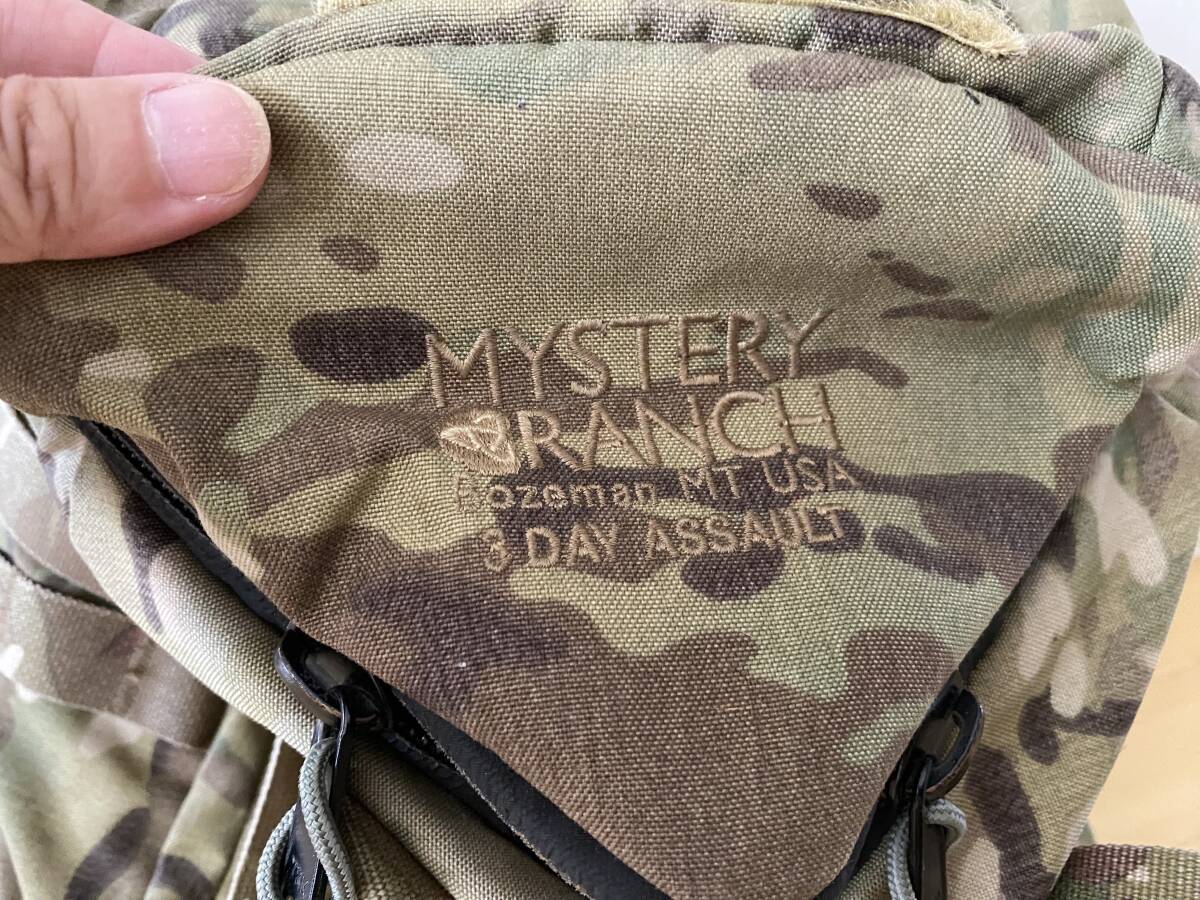 MYSTERY
RANCH
Bozeman MT USA
3 DAY ASSAULT